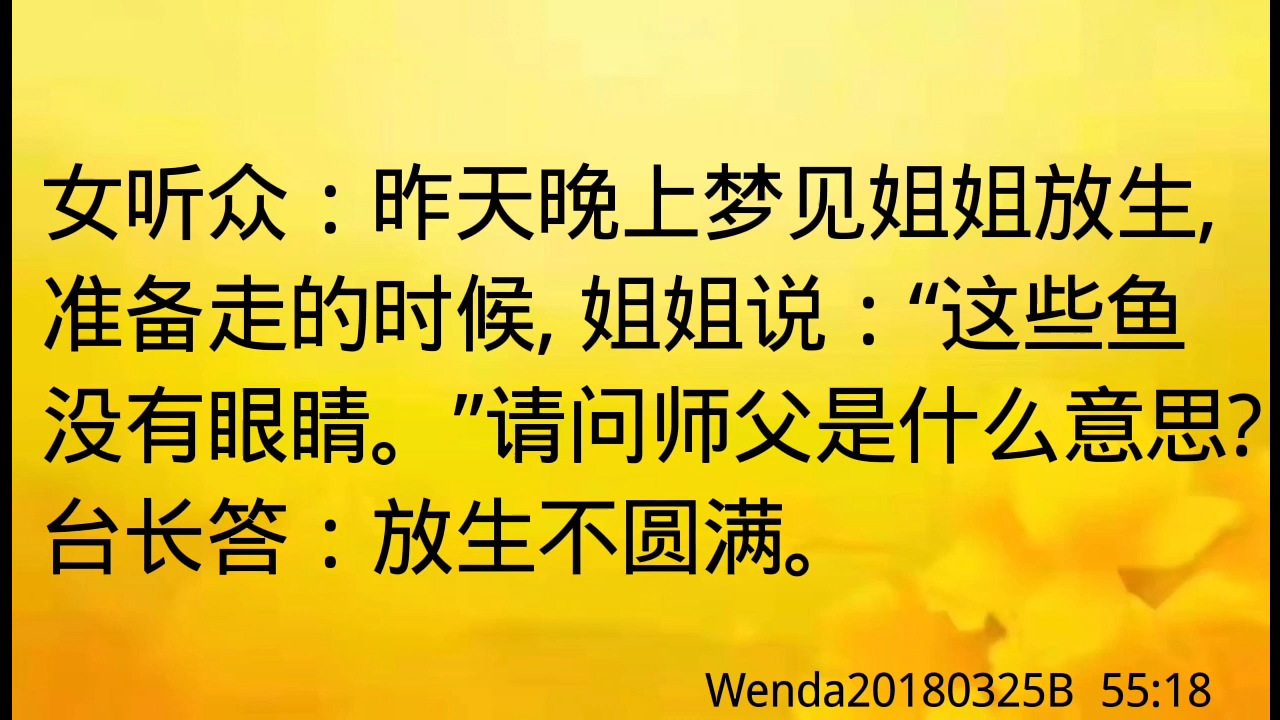 女听众：昨天晚上梦见姐姐放生,
准备走的时候, 姐姐说：“这些鱼
没有眼睛。”请问师父是什么意思?
台长答：放生不圆满。
Wenda20180325B 55:18